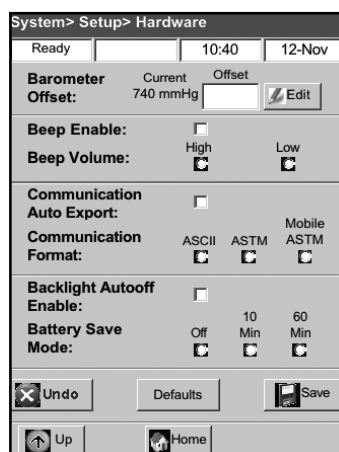 System> Setup> Hardware
Ready 10:40 12-Nov
Barometer Current Offset
Offset: 740 mmHg Edit
Beep Enable:
High Low
Beep Volume:
Communication
Auto Export:
Mobile
Communication ASCII ASTM ASTM
Format:
Backlight Autooff
Enable:
10 60
Battery Save Off Min Min
Mode:
Undo Defaults Save
Up Home